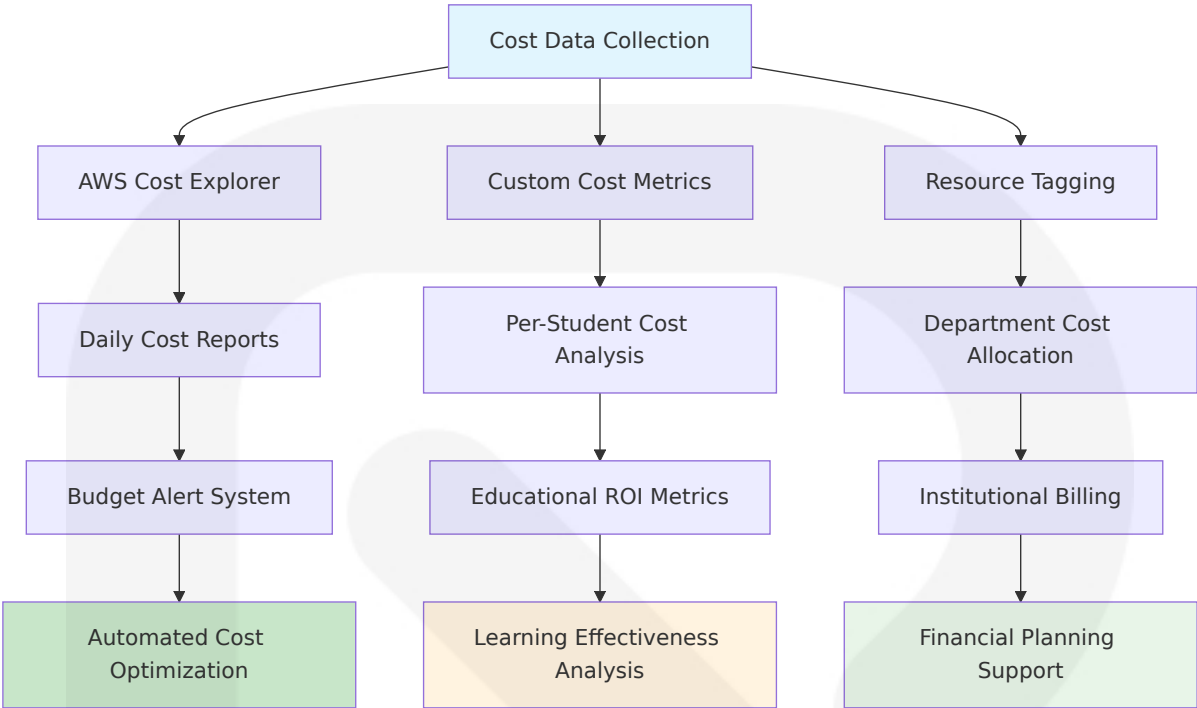 Cost Data Collection
AWS Cost Explorer
Custom Cost Metrics
Resource Tagging
Daily Cost Reports
Per-Student Cost
Analysis
Department Cost
Allocation
Budget Alert System
Educational ROI Metrics
Institutional Billing
Automated Cost
Optimization
Learning Effectiveness
Analysis
Financial Planning
Support